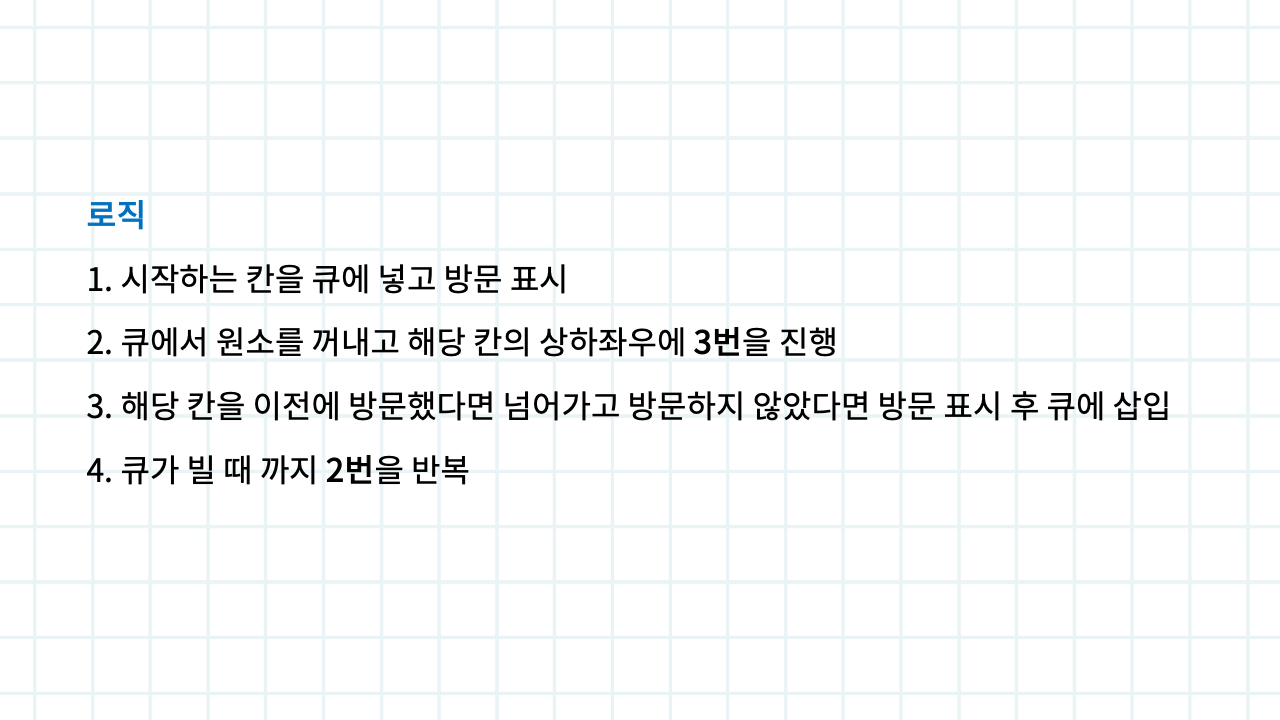 로직
1. 시작하는 칸을 큐에 넣고 방문 표시
2. 큐에서 원소를 꺼내고 해당 칸의 상하좌우에 3번을 진행
3. 해당 칸을 이전에 방문했다면 넘어가고 방문하지 않았다면 방문 표시 후 큐에 삽입
4. 큐가 빌 때 까지 2번을 반복